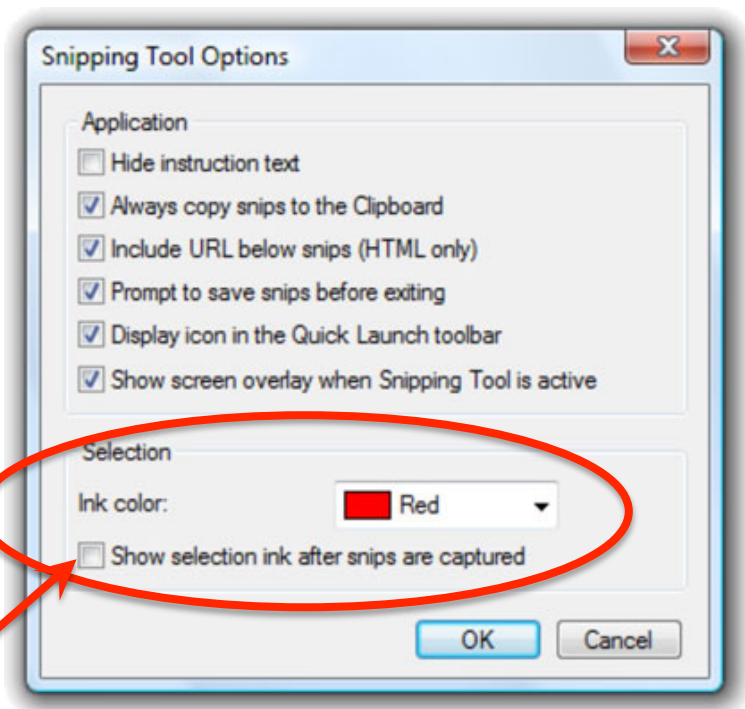 Snipping Tool Options
Application
Hide instruction text
Always copy snips to the Clipboard
Include URL below snips (HTML only)
Prompt to save snips before exiting
Display icon in the Quick Launch toolbar
Show screen overlay when Snipping Tool is active
Selection
Ink color: Red
Show selection ink after snips are captured
OK Cancel